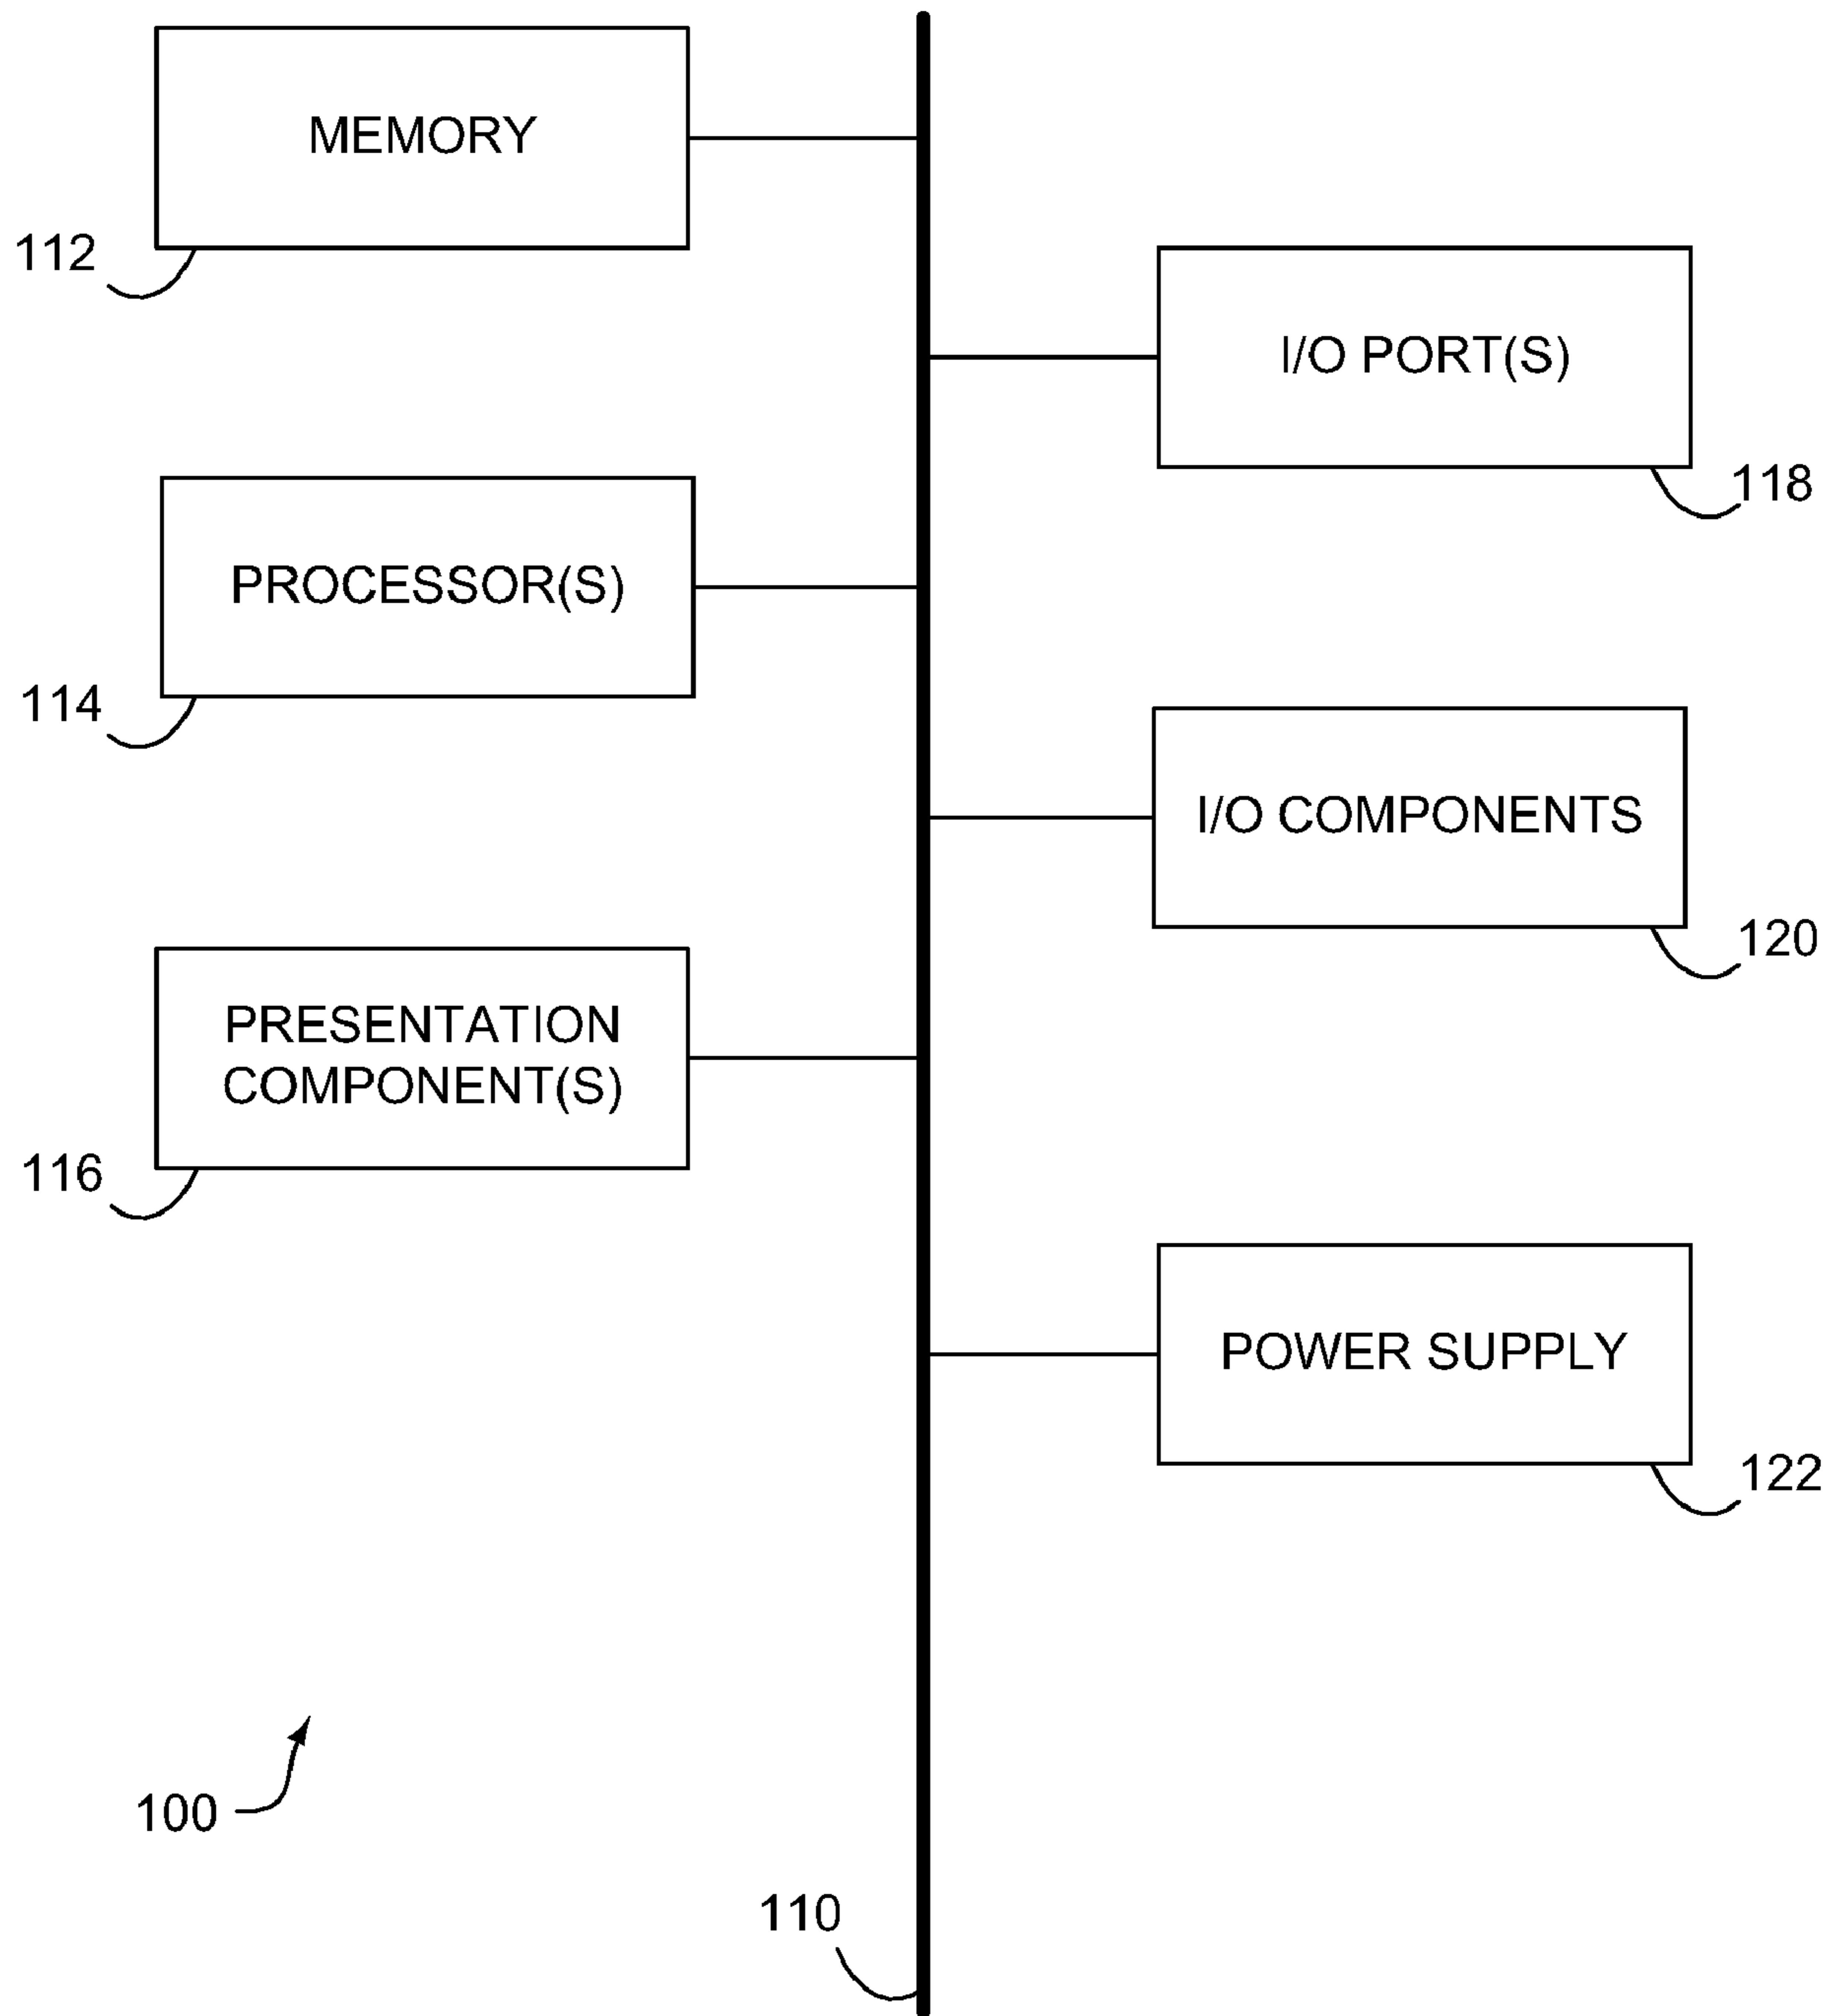 MEMORY
112
I/O PORT(S)
118
PROCESSOR(S)
114
I/O COMPONENTS
120
PRESENTATION
COMPONENT(S)
116
POWER SUPPLY
122
100
110